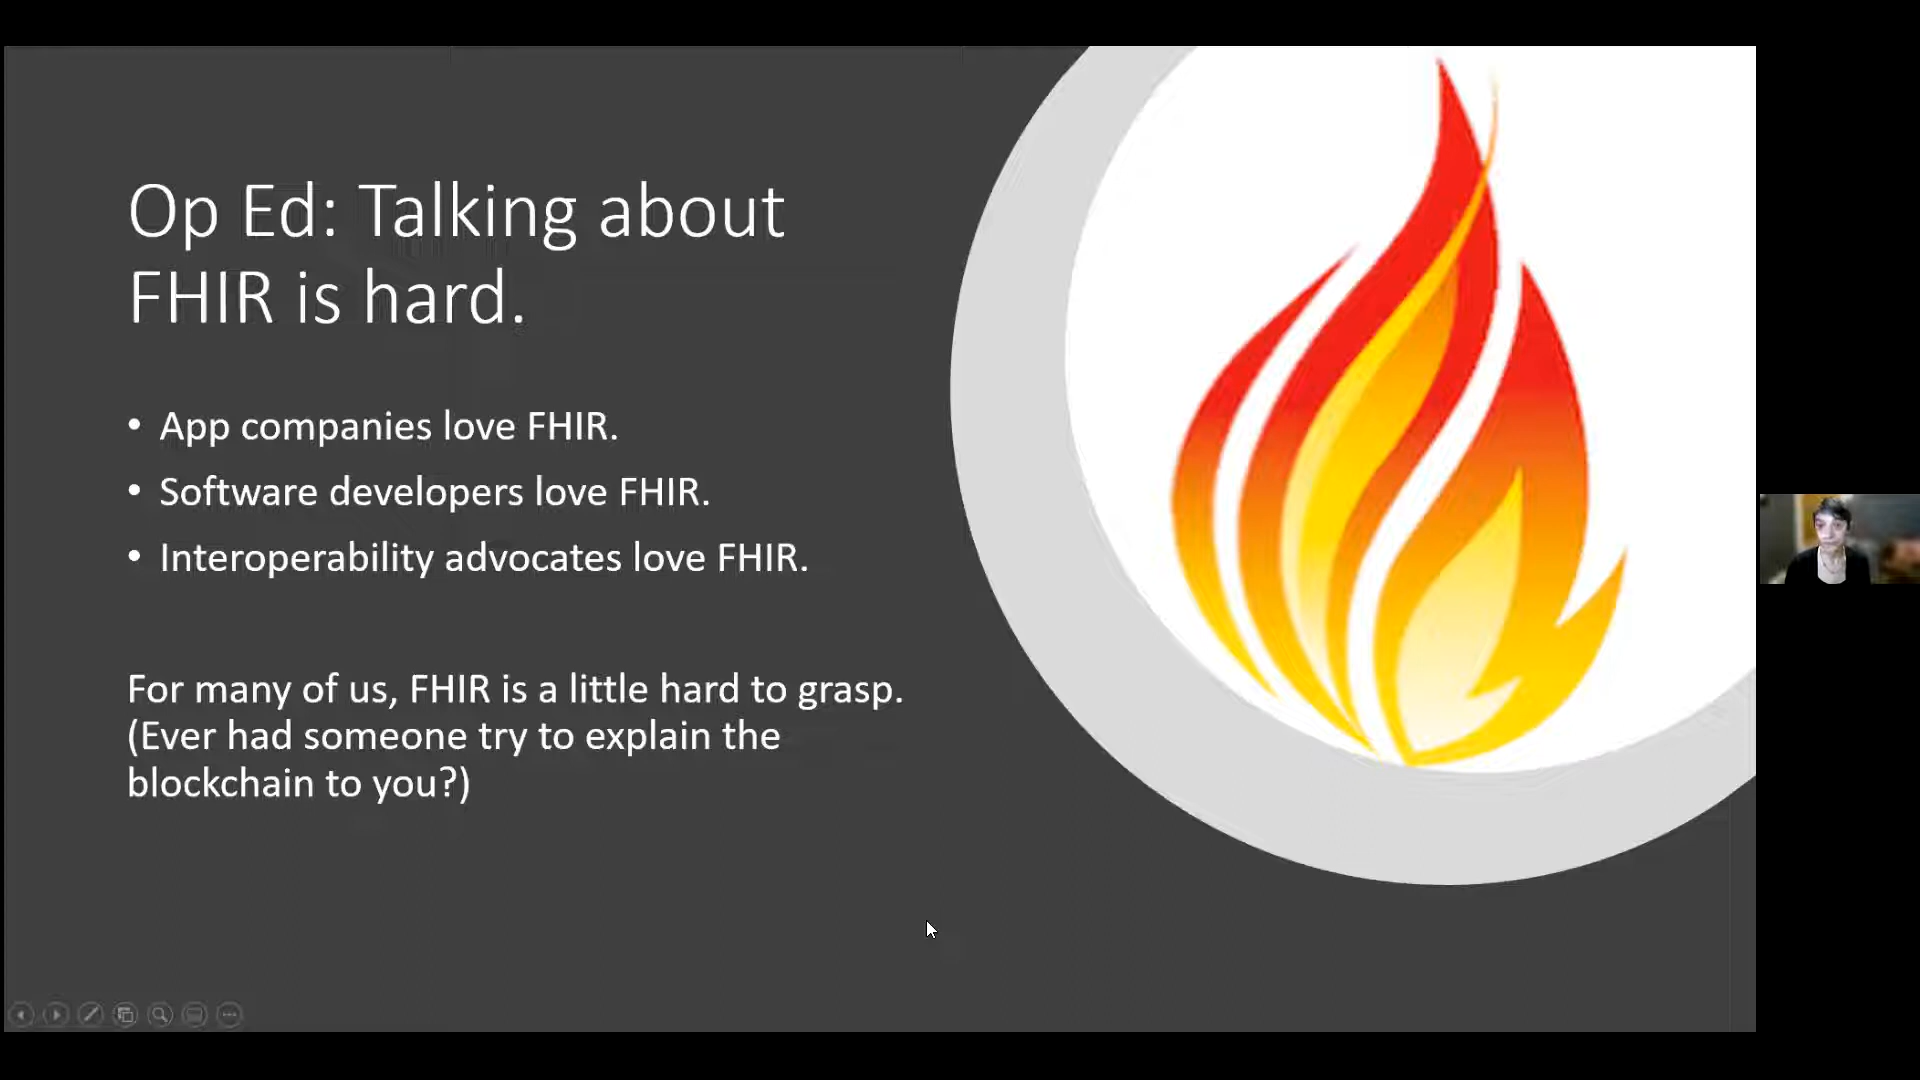 Op Ed: Talking about
FHIR is hard.
• App companies love FHIR.
• Software developers love FHIR.
• Interoperability advocates love FHIR.
For many of us, FHIR is a little hard to grasp.
(Ever had someone try to explain the
blockchain to you?)